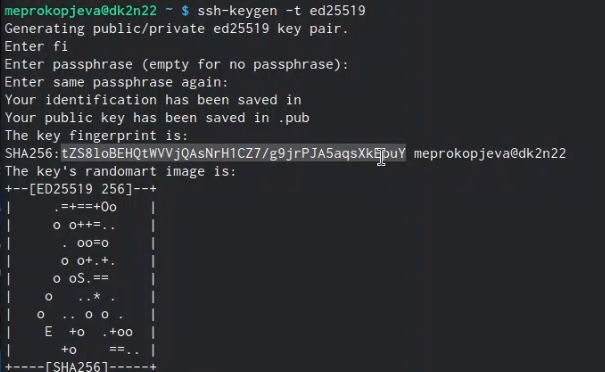 meprokopjeva@dk2n22 ~ $ ssh-keygen -t ed25519
Generating public/private ed25519 key pair.
Enter fi
Enter passphrase (empty for no passphrase):
Enter same passphrase again:
Your identification has been saved in
Your public key has been saved in .pub
The key fingerprint is:
SHA256:tZS8loBEHQtWVVjQAsNrH1CZ7/g9jrPJA5aqsXkEpuY meprokopjeva@dk2n22
The key's randomart image is:
+--[ED25519 256]--+
|     .=+==+Oo    |
|     o o++=..    |
|      . oo=o     |
|      o o+.+.    |
|     o oS.==     |
|    o   ..* .    |
|   o  .. o o .   |
|    E  +o  .+oo  |
|      +o    ==.. |
+----[SHA256]-----+